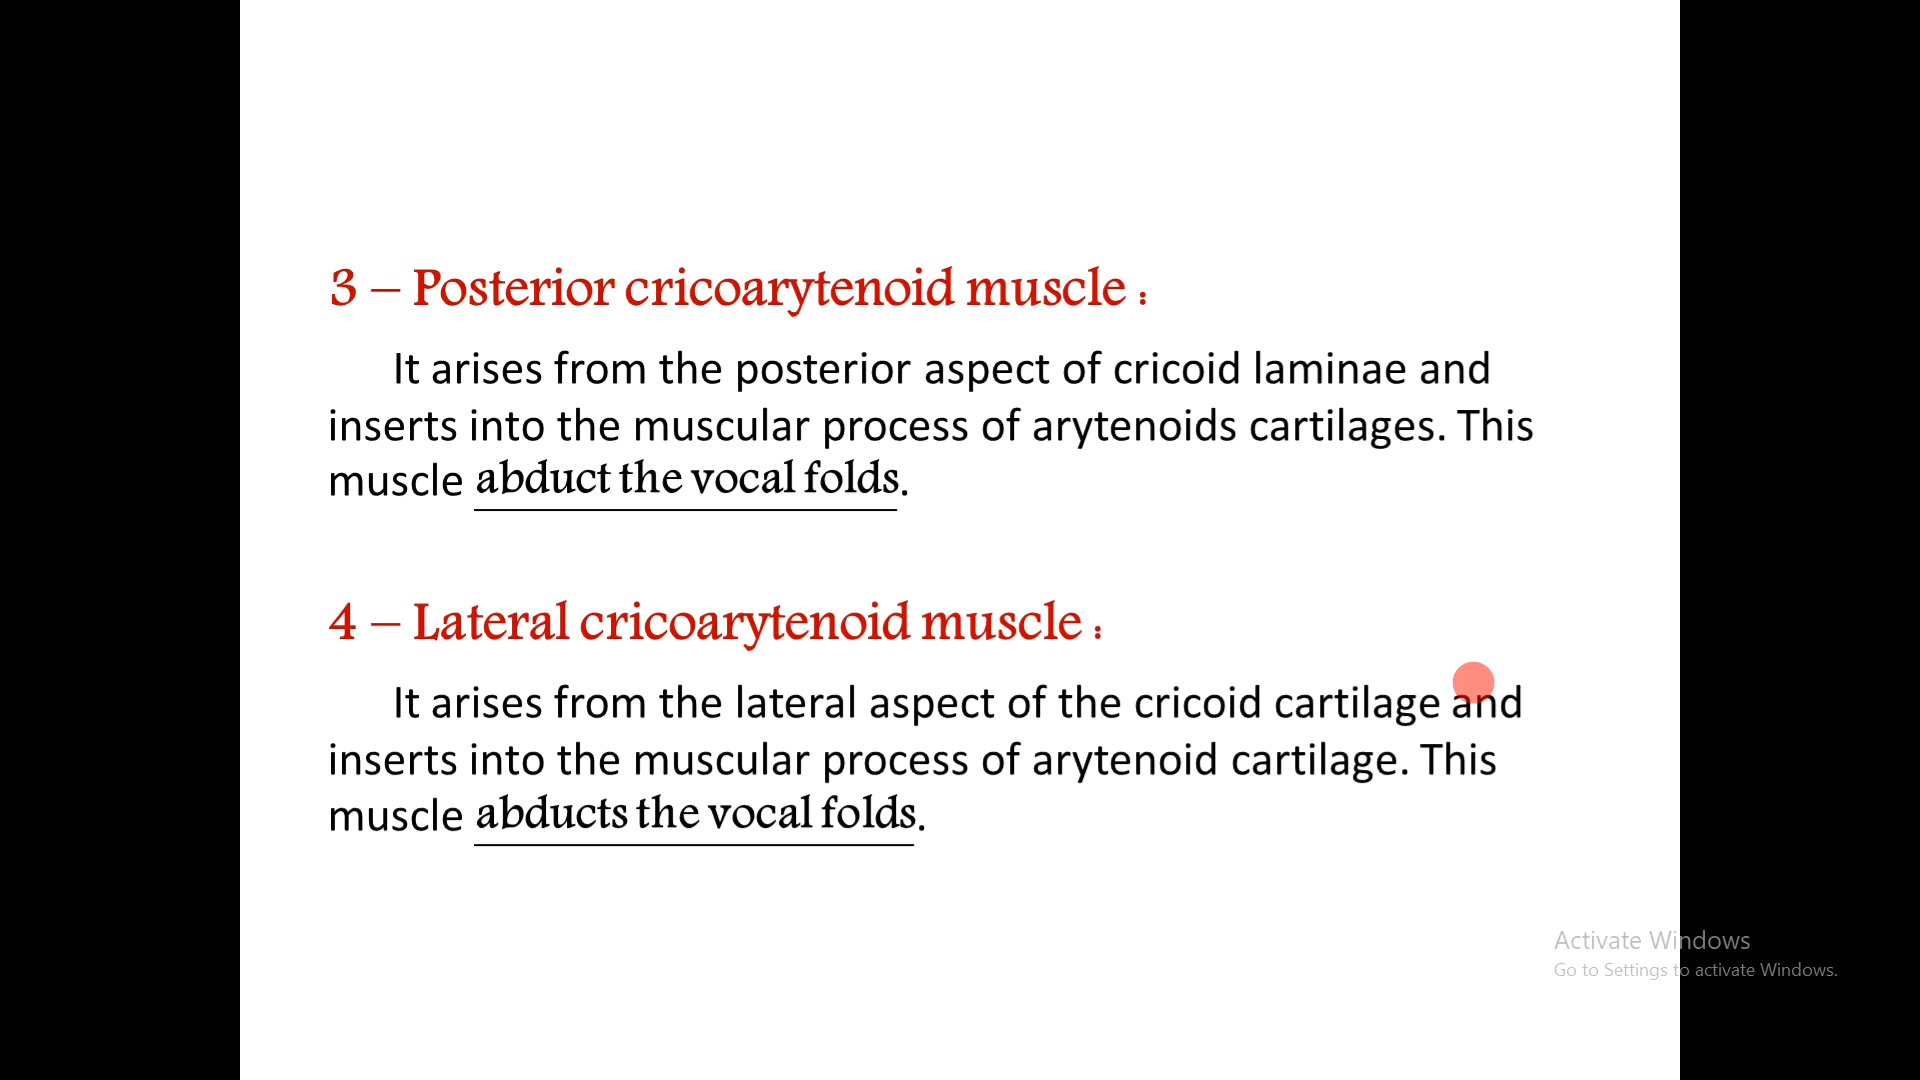 3 – Posterior cricoarytenoid muscle :
It arises from the posterior aspect of cricoid laminae and
inserts into the muscular process of arytenoids cartilages. This
muscle abduct the vocal folds.
4 – Lateral cricoarytenoid muscle :
It arises from the lateral aspect of the cricoid cartilage and
inserts into the muscular process of arytenoid cartilage. This
muscle abducts the vocal folds.
Activate Windows
Go to Settings to activate Windows.